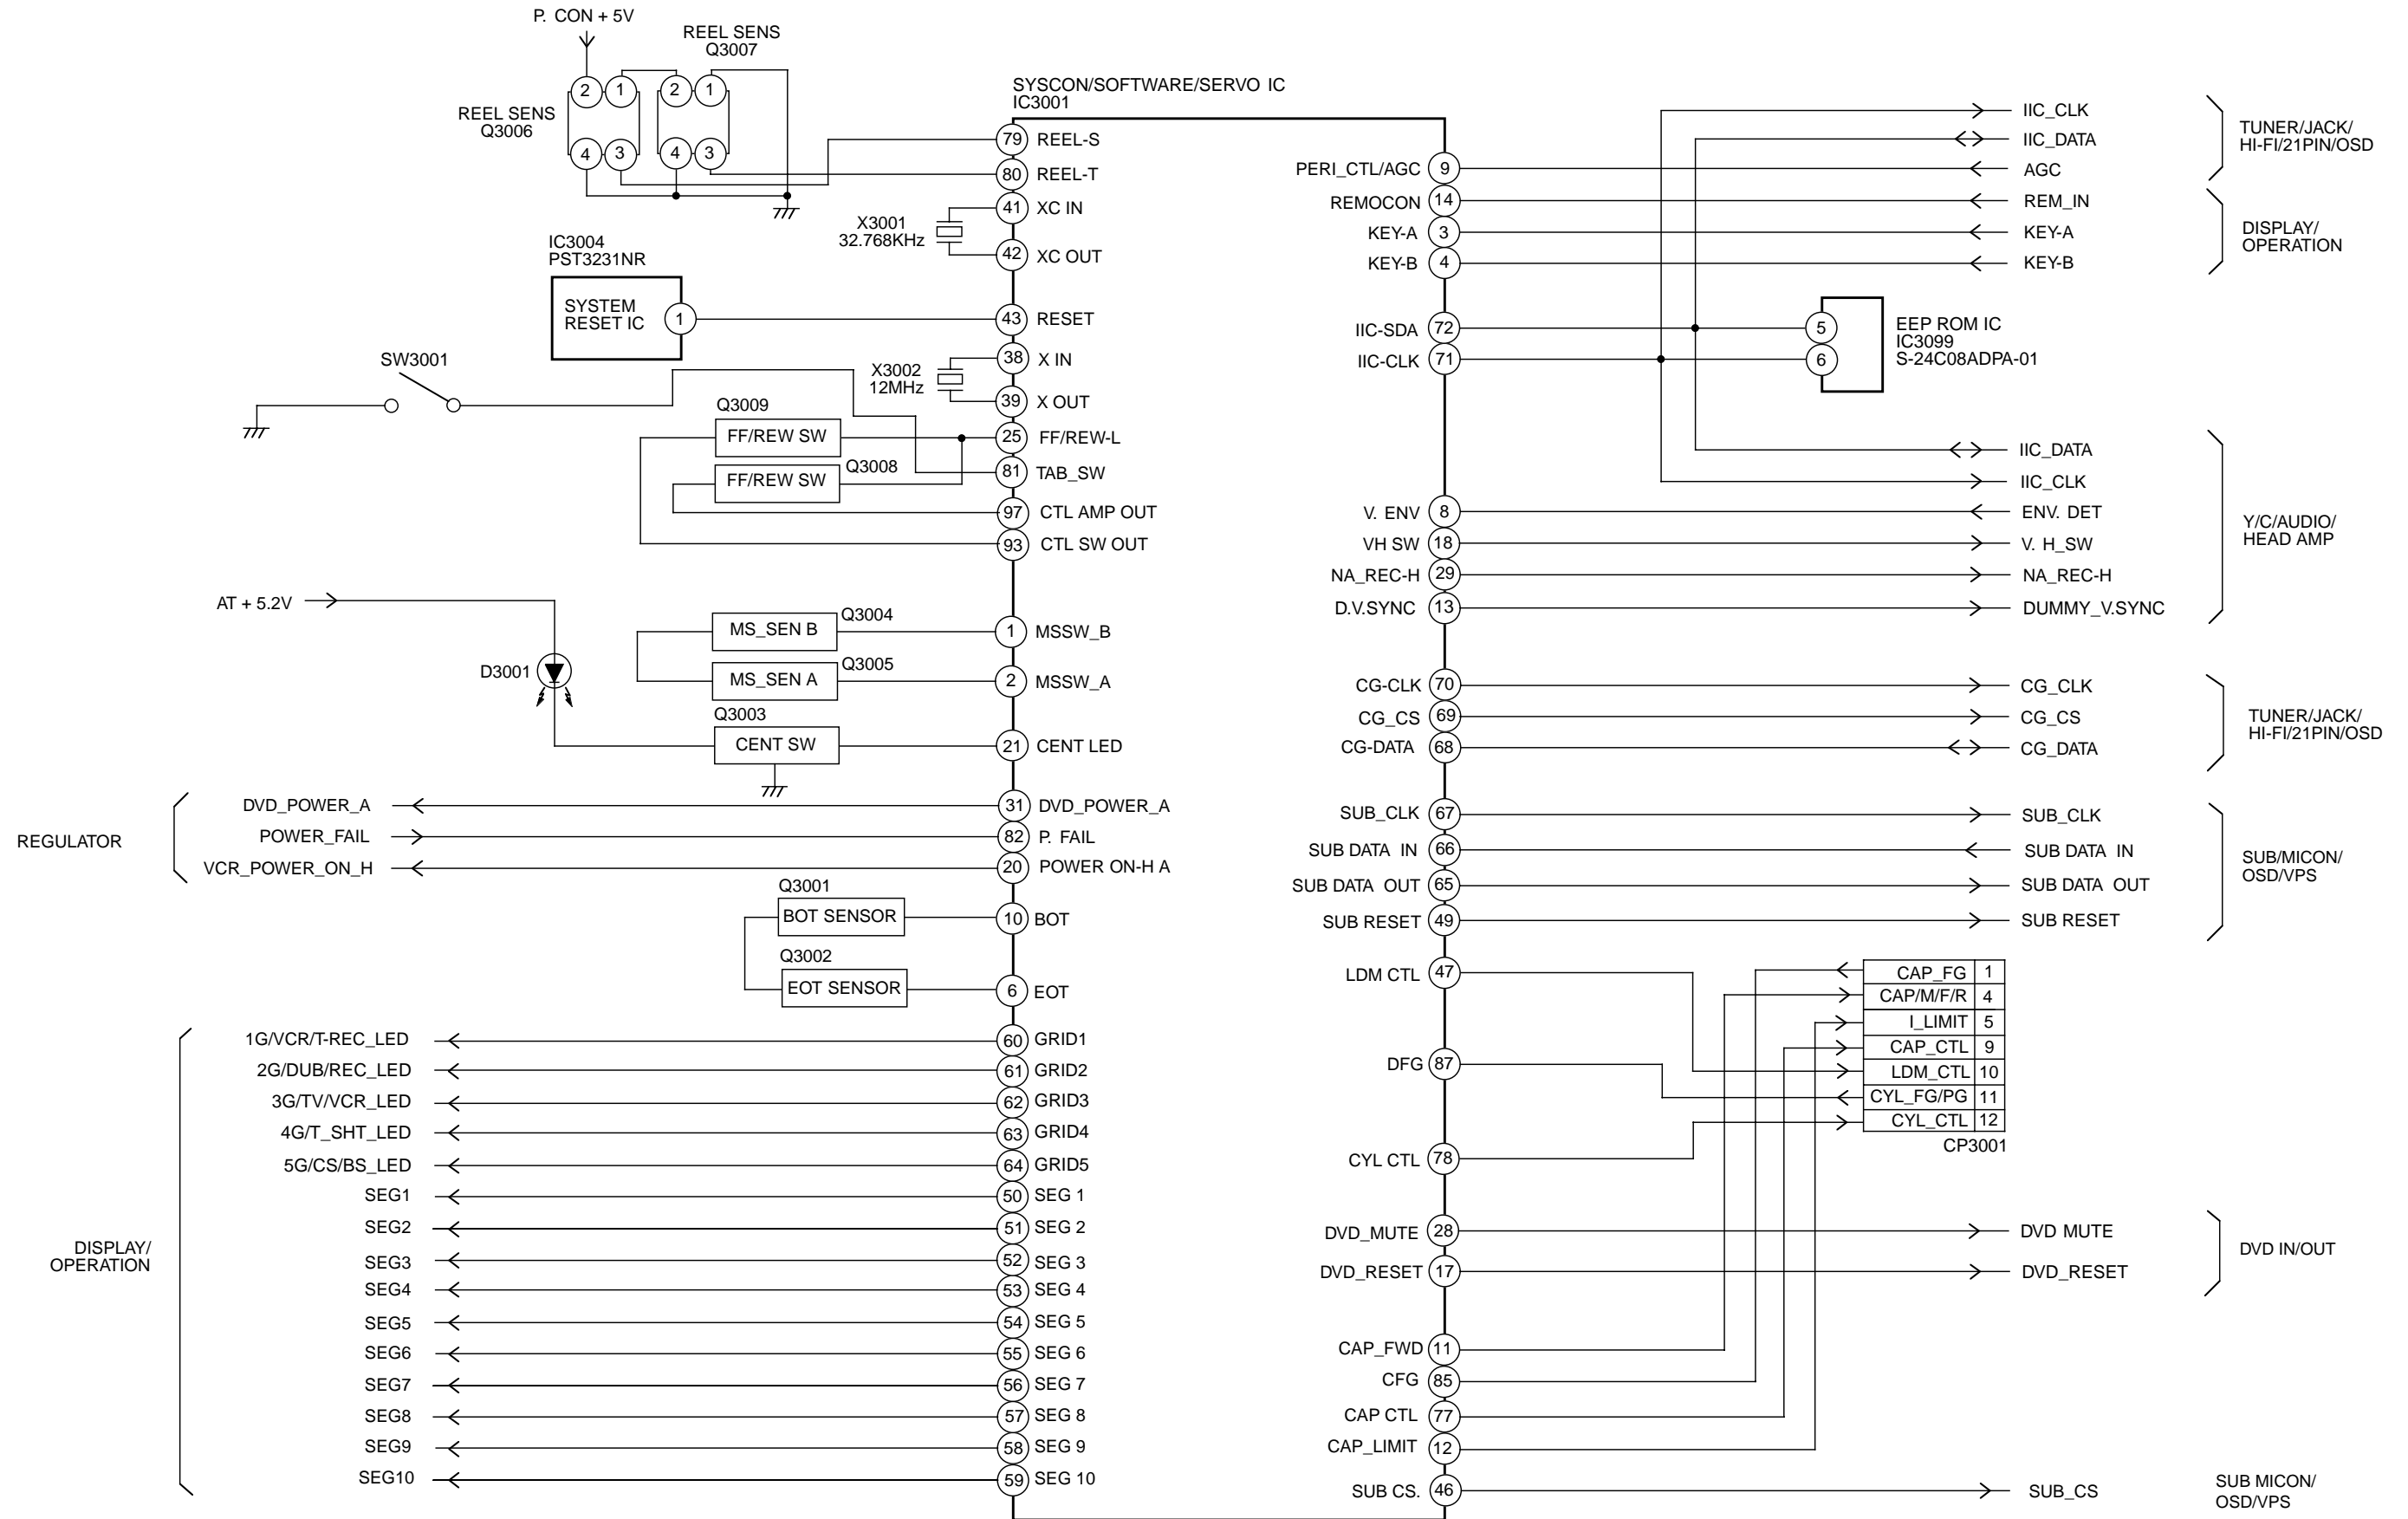 P. CON + 5V
REEL SENS
Q3007
REEL SENS
Q3006
2
1
2
1
4
3
4
3
SYSCON/SOFTWARE/SERVO IC
IC3001
79 REEL-S
80 REEL-T
41 XC IN
X3001
32.768KHz
42 XC OUT
IC3004
PST3231NR
SYSTEM
RESET IC
1
43 RESET
38 X IN
X3002
12MHz
39 X OUT
SW3001
Q3009
FF/REW SW
25 FF/REW-L
Q3008
FF/REW SW
81 TAB_SW
97 CTL AMP OUT
93 CTL SW OUT
AT + 5.2V
D3001
Q3004
MS_SEN B
1 MSSW_B
Q3005
MS_SEN A
2 MSSW_A
Q3003
CENT SW
21 CENT LED
REGULATOR
DVD_POWER_A
31 DVD_POWER_A
POWER_FAIL
82 P. FAIL
VCR_POWER_ON_H
20 POWER ON-H A
Q3001
BOT SENSOR
10 BOT
Q3002
EOT SENSOR
6 EOT
DISPLAY/
OPERATION
1G/VCR/T-REC_LED
60 GRID1
2G/DUB/REC_LED
61 GRID2
3G/TV/VCR_LED
62 GRID3
4G/T_SHT_LED
63 GRID4
5G/CS/BS_LED
64 GRID5
SEG1
50 SEG 1
SEG2
51 SEG 2
SEG3
52 SEG 3
SEG4
53 SEG 4
SEG5
54 SEG 5
SEG6
55 SEG 6
SEG7
56 SEG 7
SEG8
57 SEG 8
SEG9
58 SEG 9
SEG10
59 SEG 10
IIC_CLK
IIC_DATA
PERI_CTL/AGC 9
AGC
TUNER/JACK/
HI-FI/21PIN/OSD
REMOCON 14
REM_IN
KEY-A 3
KEY-A
KEY-B 4
KEY-B
DISPLAY/
OPERATION
IIC-SDA 72
5
IIC-CLK 71
6
EEP ROM IC
IC3099
S-24C08ADPA-01
IIC_DATA
IIC_CLK
V. ENV 8
ENV. DET
VH SW 18
V. H_SW
NA_REC-H 29
NA_REC-H
D.V.SYNC 13
DUMMY_V.SYNC
Y/C/AUDIO/
HEAD AMP
CG-CLK 70
CG_CLK
CG_CS 69
CG_CS
CG-DATA 68
CG_DATA
TUNER/JACK/
HI-FI/21PIN/OSD
SUB_CLK 67
SUB_CLK
SUB DATA IN 66
SUB DATA IN
SUB DATA OUT 65
SUB DATA OUT
SUB RESET 49
SUB RESET
SUB/MICON/
OSD/VPS
LDM CTL 47
DFG 87
CYL CTL 78
CAP_FG 1
CAP/M/F/R 4
I_LIMIT 5
CAP_CTL 9
LDM_CTL 10
CYL_FG/PG 11
CYL_CTL 12
CP3001
DVD_MUTE 28
DVD MUTE
DVD_RESET 17
DVD_RESET
DVD IN/OUT
CAP_FWD 11
CFG 85
CAP CTL 77
CAP_LIMIT 12
SUB CS. 46
SUB_CS
SUB MICON/
OSD/VPS